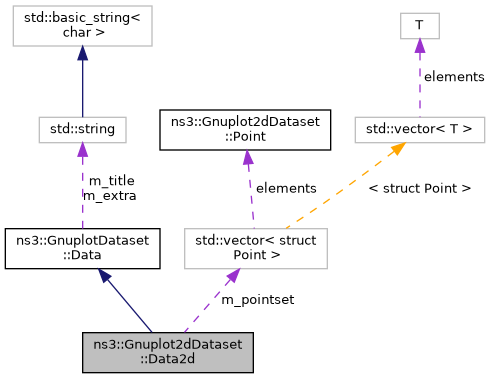 std::basic_string<
char >
T
elements
std::string
ns3::Gnuplot2dDataset
::Point
std::vector< T >
m_title
m_extra
elements
< struct Point >
ns3::GnuplotDataset
::Data
std::vector< struct
Point >
m_pointset
ns3::Gnuplot2dDataset
::Data2d